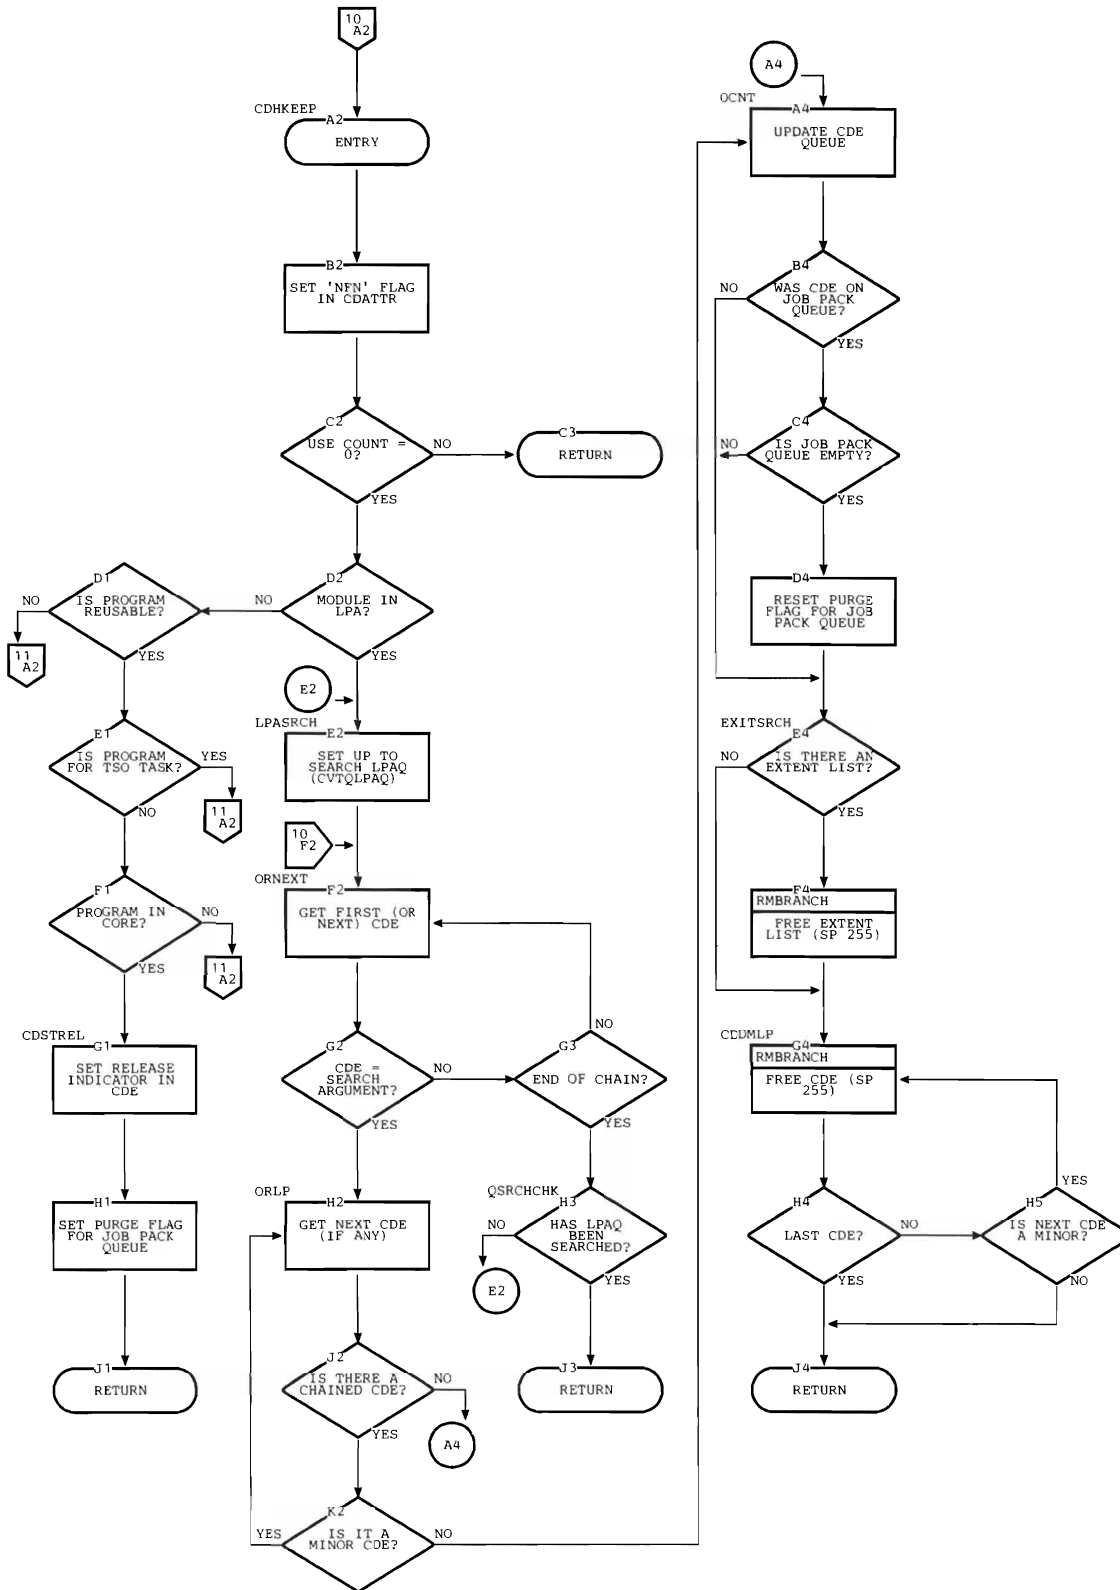 10
A2
CDHKEEP
A2
ENTRY
B2
SET 'NFN' FLAG
IN CDATTR
C2
USE COUNT =
0?
NO
YES
C3
RETURN
D2
MODULE IN
LPA?
NO
YES
D1
IS PROGRAM
REUSABLE?
NO
YES
11
A2
E1
IS PROGRAM
FOR TSO TASK?
YES
NO
11
A2
F1
PROGRAM IN
CORE?
NO
YES
11
A2
CDSTREL
G1
SET RELEASE
INDICATOR IN
CDE
H1
SET PURGE FLAG
FOR JOB PACK
QUEUE
J1
RETURN
E2
LPASRCH
E2
SET UP TO
SEARCH LPAQ
(CVTQLPAQ)
10
F2
ORNEXT
F2
GET FIRST (OR
NEXT) CDE
G2
CDE =
SEARCH
ARGUMENT?
NO
YES
G3
END OF CHAIN?
NO
YES
QSRCHCHK
H3
HAS LPAQ
BEEN
SEARCHED?
NO
YES
E2
J3
RETURN
ORLP
H2
GET NEXT CDE
(IF ANY)
J2
IS THERE A
CHAINED CDE?
NO
YES
A4
K2
IS IT A
MINOR CDE?
YES
NO
A4
OCNT
A4
UPDATE CDE
QUEUE
B4
WAS CDE ON
JOB PACK
QUEUE?
NO
YES
C4
IS JOB PACK
QUEUE EMPTY?
NO
YES
D4
RESET PURGE
FLAG FOR JOB
PACK QUEUE
EXITSRCH
E4
IS THERE AN
EXTENT LIST?
NO
YES
F4
RMBRANCH
FREE EXTENT
LIST (SP 255)
CDDMLP
G4
RMBRANCH
FREE CDE (SP
255)
H4
LAST CDE?
NO
YES
H5
IS NEXT CDE
A MINOR?
YES
NO
J4
RETURN